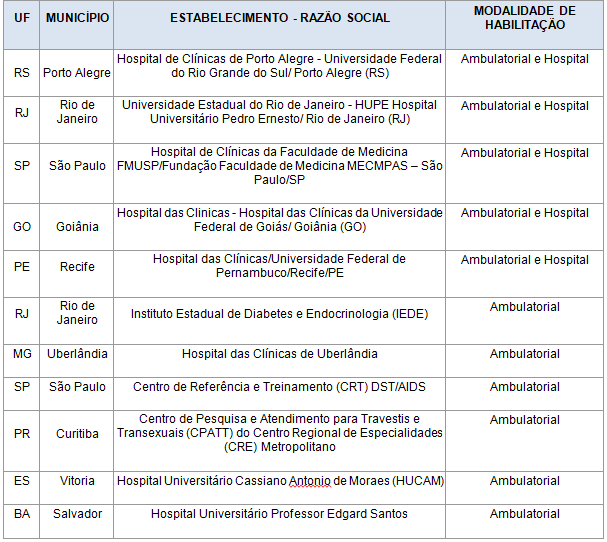 UF MUNICÍPIO ESTABELECIMENTO - RAZÃO SOCIAL MODALIDADE DE
HABILITAÇÃO
RS Porto Alegre Hospital de Clínicas de Porto Alegre - Universidade Federal
do Rio Grande do Sul/ Porto Alegre (RS) Ambulatorial e Hospital
RJ Rio de
Janeiro Universidade Estadual do Rio de Janeiro - HUPE Hospital
Universitário Pedro Ernesto/ Rio de Janeiro (RJ) Ambulatorial e Hospital
SP São Paulo Hospital de Clínicas da Faculdade de Medicina
FMUSP/Fundação Faculdade de Medicina MECMPAS – São
Paulo/SP Ambulatorial e Hospital
GO Goiânia Hospital das Clinicas - Hospital das Clínicas da Universidade
Federal de Goiás/ Goiânia (GO) Ambulatorial e Hospital
PE Recife Hospital das Clínicas/Universidade Federal de
Pernambuco/Recife/PE Ambulatorial e Hospital
RJ Rio de
Janeiro Instituto Estadual de Diabetes e Endocrinologia (IEDE) Ambulatorial
MG Uberlândia Hospital das Clínicas de Uberlândia Ambulatorial
SP São Paulo Centro de Referência e Treinamento (CRT) DST/AIDS Ambulatorial
PR Curitiba Centro de Pesquisa e Atendimento para Travestis e
Transexuais (CPATT) do Centro Regional de Especialidades
(CRE) Metropolitano Ambulatorial
ES Vitoria Hospital Universitário Cassiano Antonio de Moraes (HUCAM) Ambulatorial
BA Salvador Hospital Universitário Professor Edgard Santos Ambulatorial